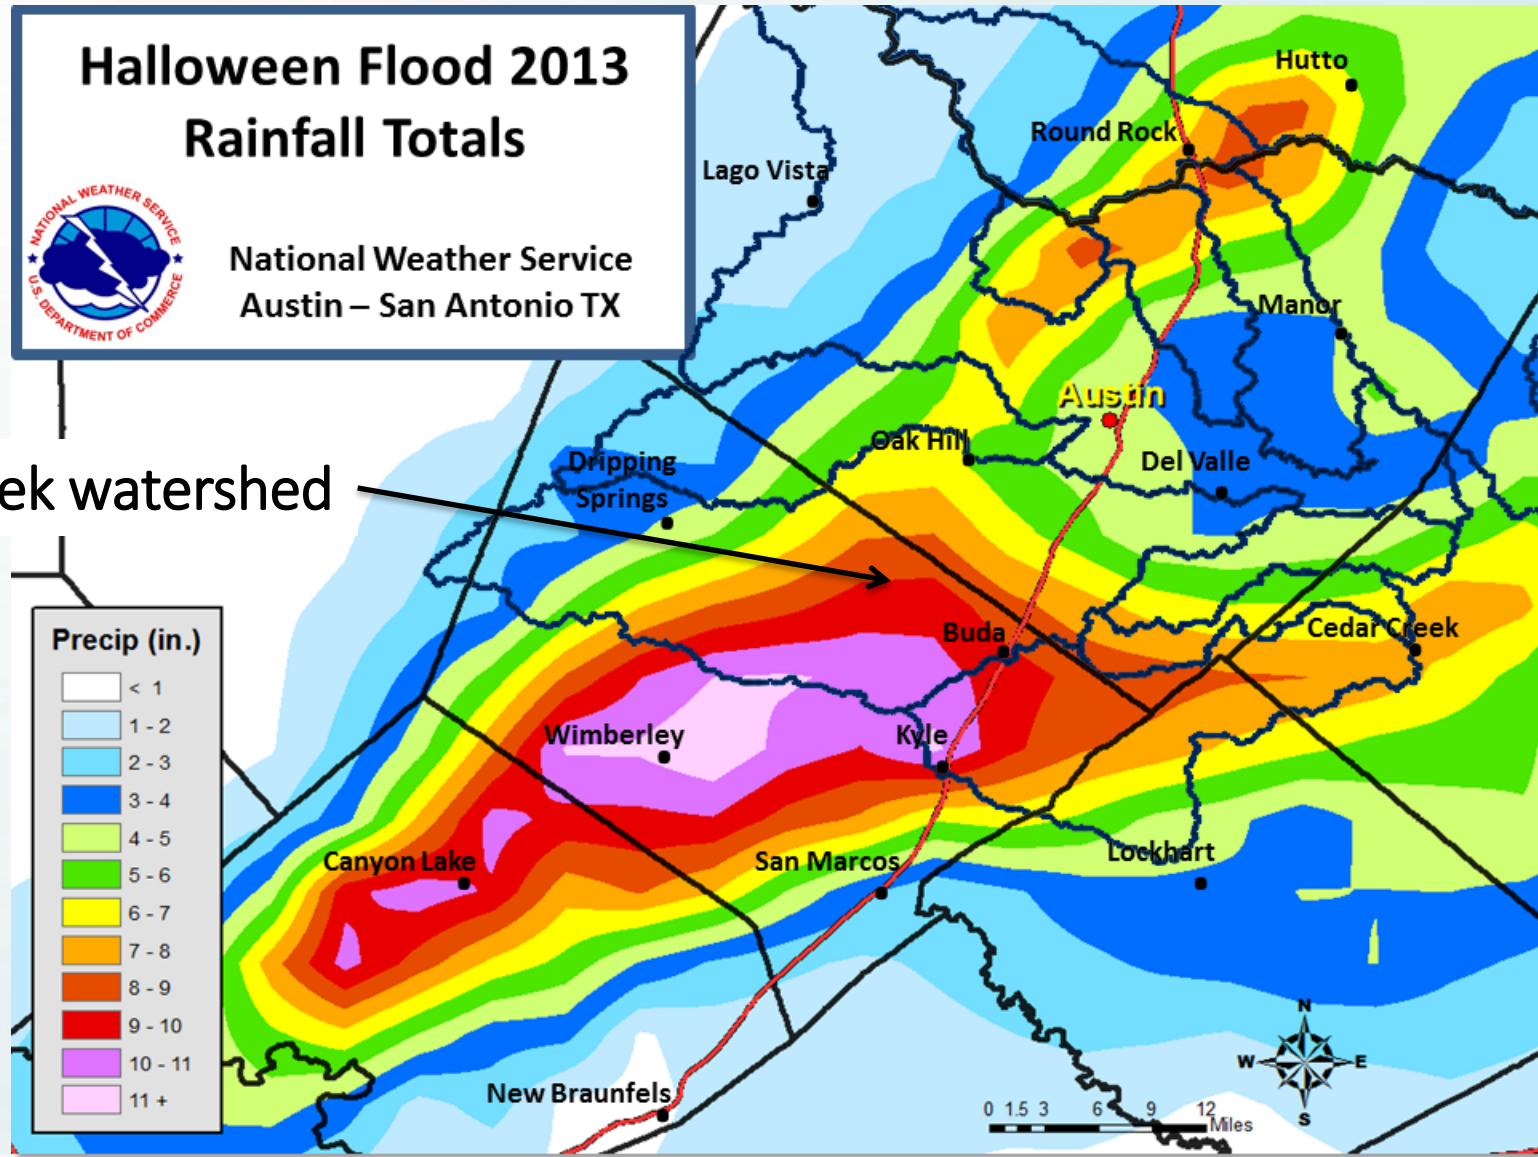 Halloween Flood 2013
Rainfall Totals
NATIONAL WEATHER SERVICE
U.S. DEPARTMENT OF COMMERCE
National Weather Service
Austin – San Antonio TX
Hutto
Round Rock
Lago Vista
Manor
Austin
Oak Hill
Del Valle
Dripping
Springs
ek watershed
Buda
Cedar Creek
Wimberley
Kyle
Canyon Lake
San Marcos
Lockhart
New Braunfels
Precip (in.)
< 1
1 - 2
2 - 3
3 - 4
4 - 5
5 - 6
6 - 7
7 - 8
8 - 9
9 - 10
10 - 11
11 +
N
W E
S
0 1.5 3 6 9 12
Miles